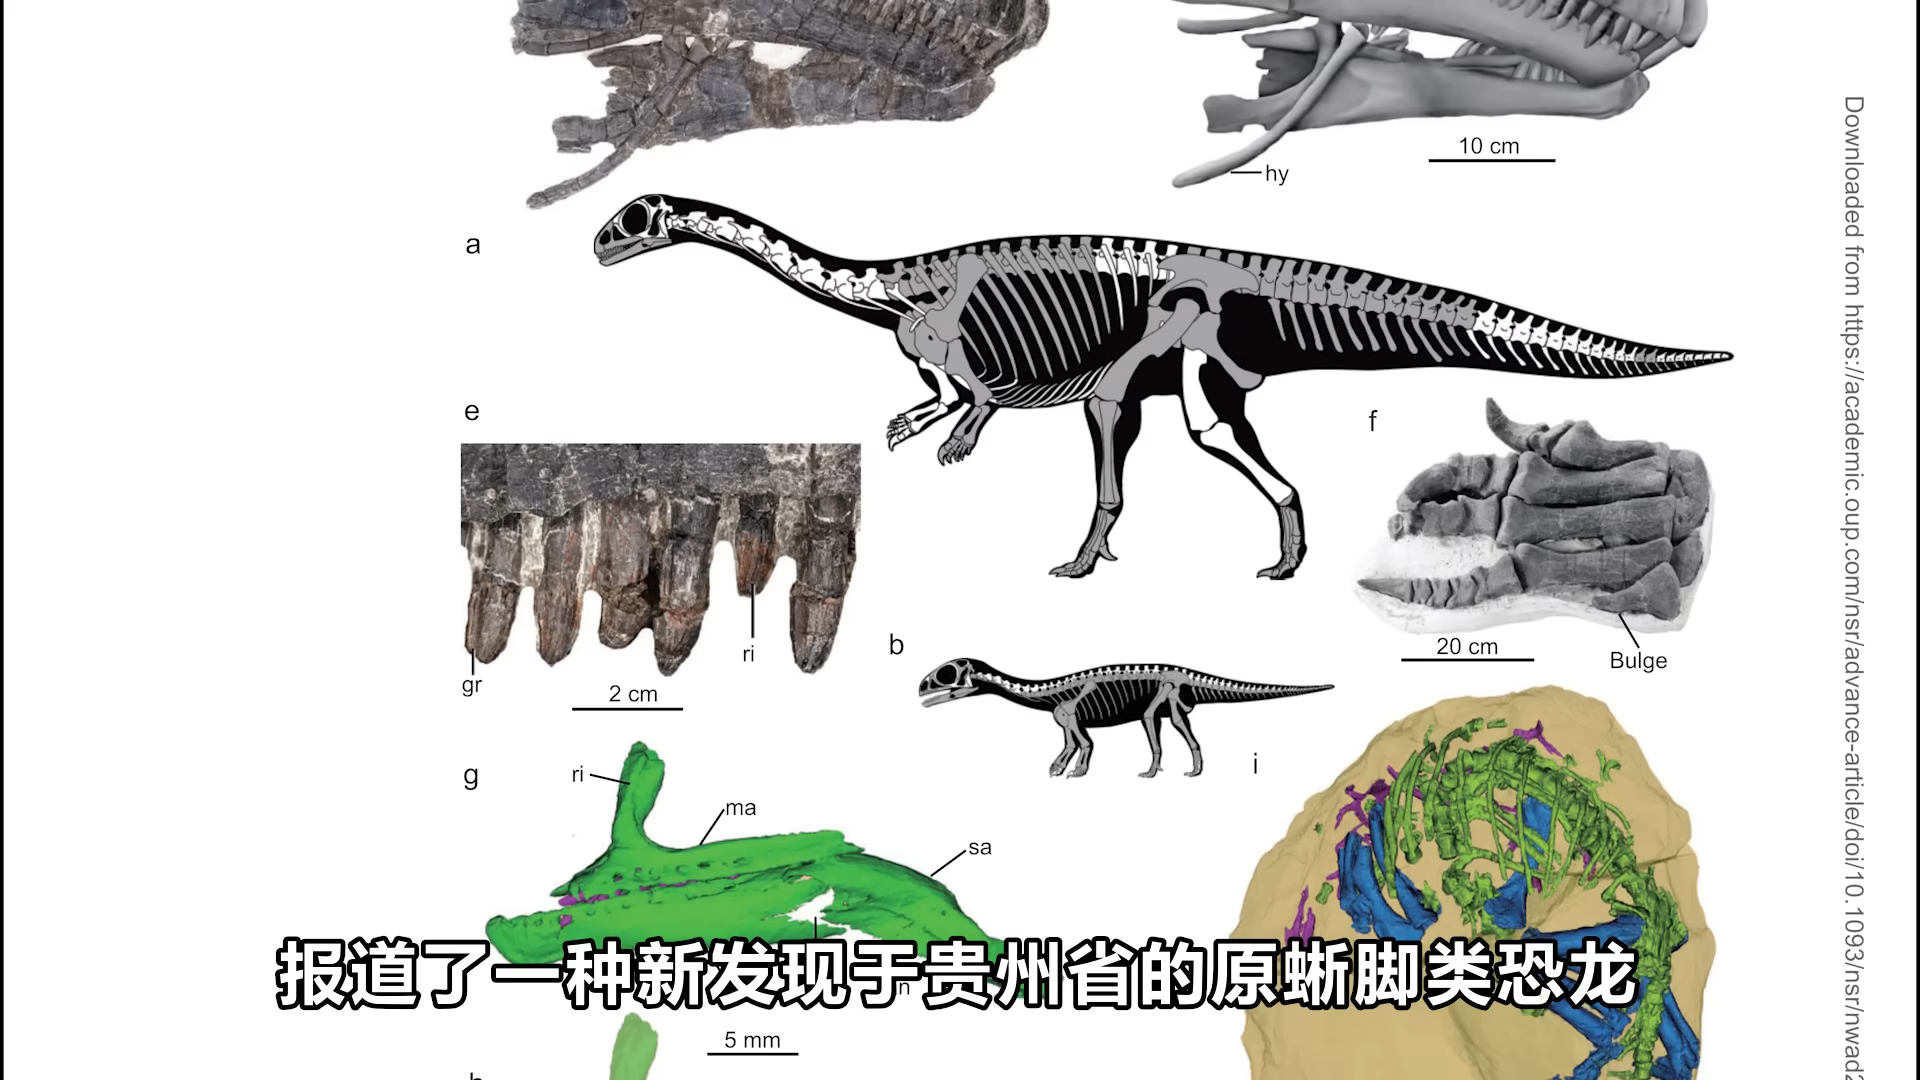 10 cm
hy
a
e
f
20 cm
Bulge
ri
gr
2 cm
b
i
g
ri
ma
sa
n
报道了一种新发现于贵州省的原蜥脚类恐龙
5 mm
Downloaded from https://academic.oup.com/nsr/advance-article/doi/10.1093/nsr/nwad2